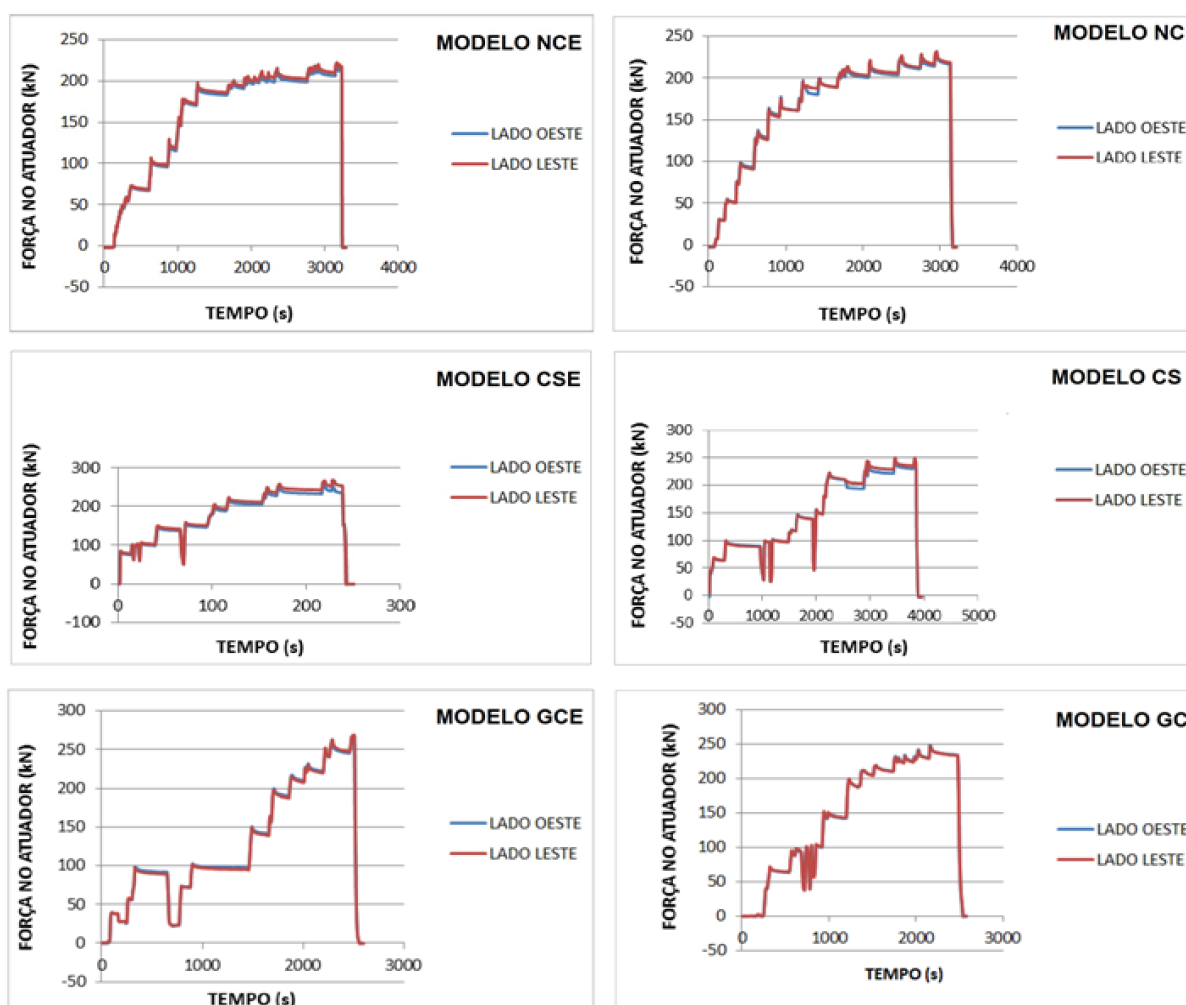 MODELO NCE
FORÇA NO ATUADOR (kN)
250
200
150
100
50
0
-50
0 1000 2000 3000 4000
TEMPO (s)
LADO OESTE
LADO LESTE
MODELO NC
FORÇA NO ATUADOR (kN)
250
200
150
100
50
0
-50
0 1000 2000 3000 4000
TEMPO (s)
LADO OESTE
LADO LESTE
MODELO CSE
FORÇA NO ATUADOR (kN)
300
200
100
0
-100
0 100 200 300
TEMPO (s)
LADO OESTE
LADO LESTE
MODELO CS
FORÇA NO ATUADOR (kN)
300
250
200
150
100
50
0
-50
0 1000 2000 3000 4000 5000
TEMPO (s)
LADO OESTE
LADO LESTE
MODELO GCE
FORÇA NO ATUADOR (kN)
300
250
200
150
100
50
0
-50
0 1000 2000 3000
TEMPO (s)
LADO OESTE
LADO LESTE
MODELO GC
FORÇA NO ATUADOR (kN)
300
250
200
150
100
50
0
-50
0 1000 2000 3000
TEMPO (s)
LADO OESTE
LADO LESTE